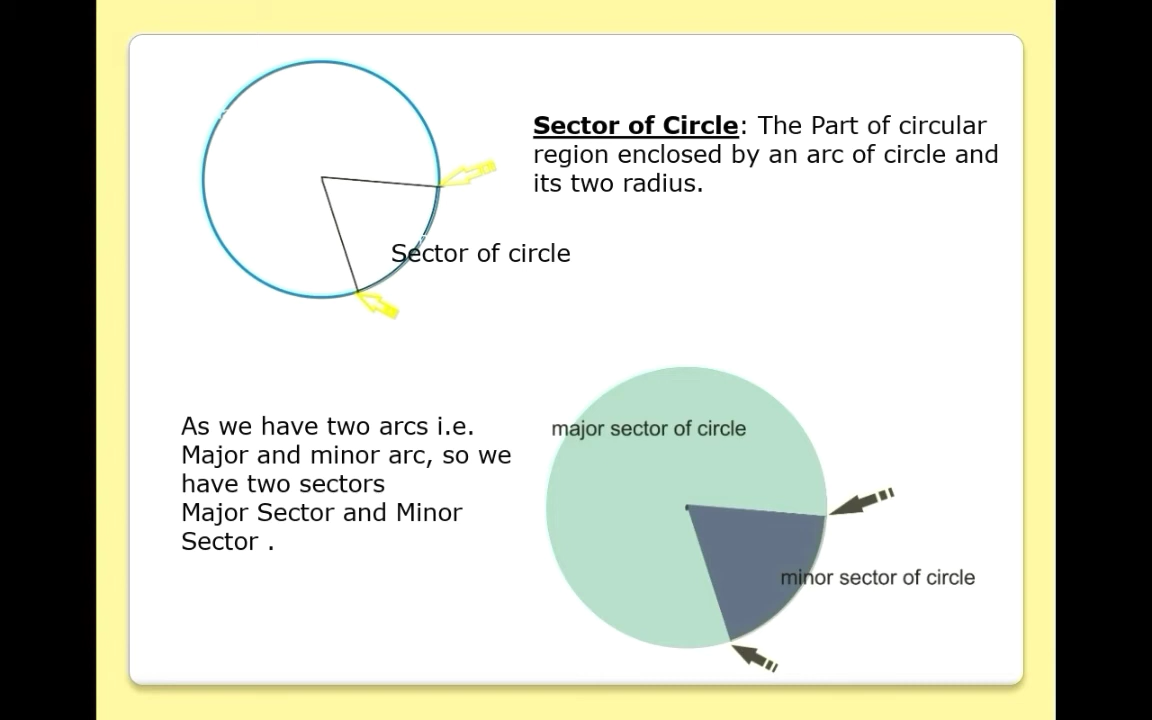 Sector of Circle: The Part of circular
region enclosed by an arc of circle and
its two radius.
Sector of circle
As we have two arcs i.e.
Major and minor arc, so we
have two sectors
Major Sector and Minor
Sector .
major sector of circle
minor sector of circle